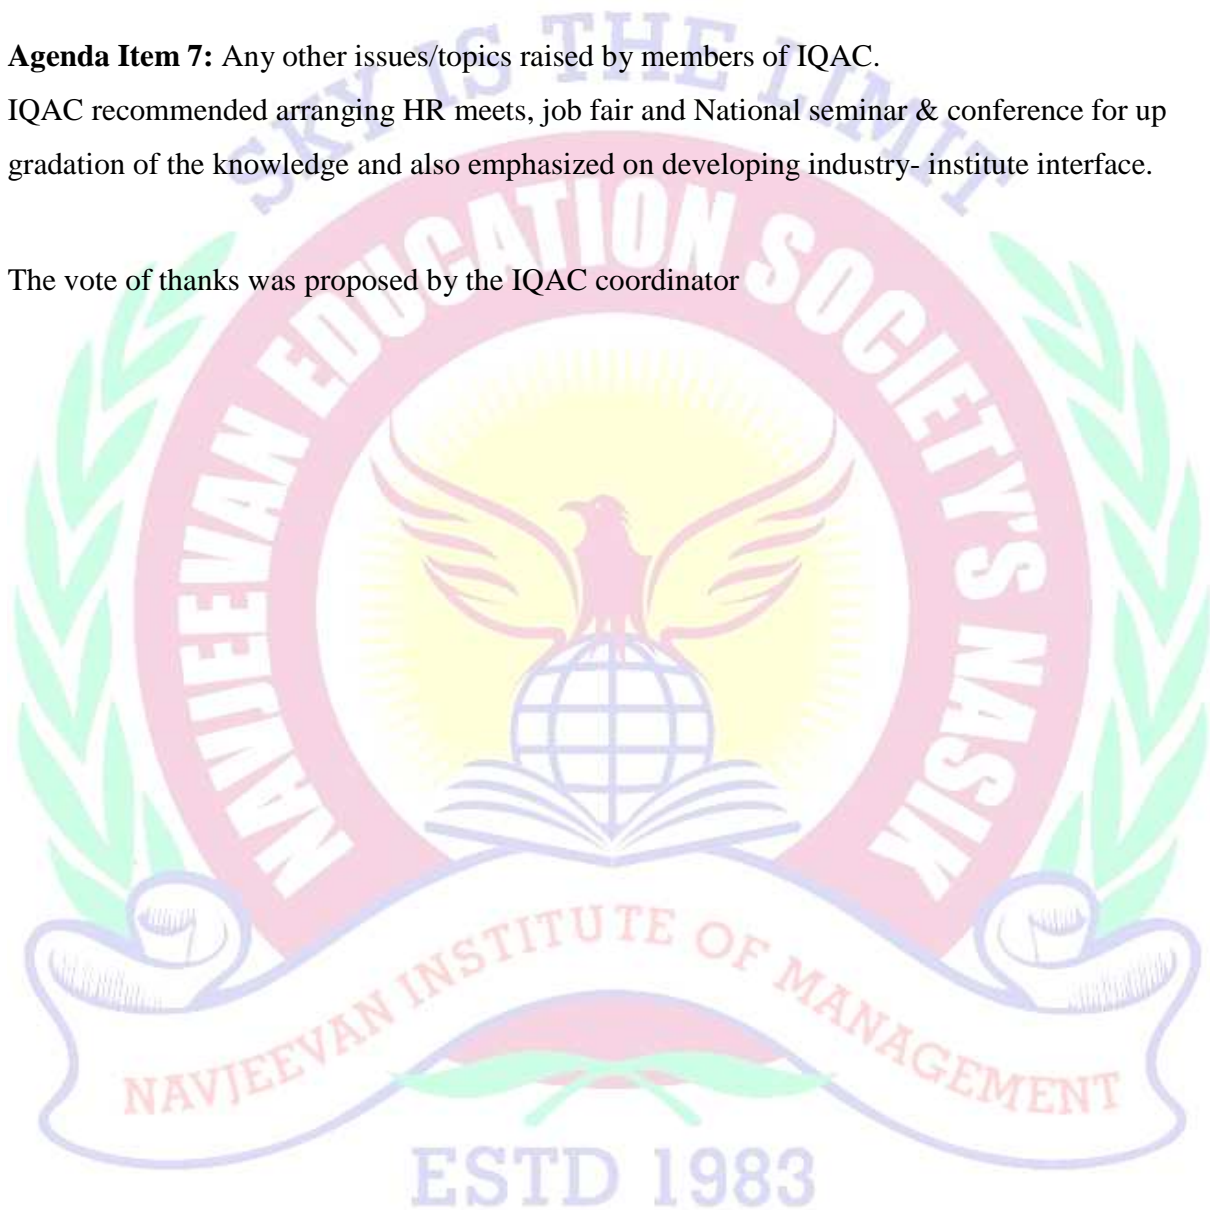 SKY IS THE LIMIT
Agenda Item 7: Any other issues/topics raised by members of IQAC.
IQAC recommended arranging HR meets, job fair and National seminar & conference for up
gradation of the knowledge and also emphasized on developing industry- institute interface.
The vote of thanks was proposed by the IQAC coordinator
NAVJEEVAN EDUCATION SOCIETY'S NASIK
NAVJEEVAN INSTITUTE OF MANAGEMENT
ESTD 1983